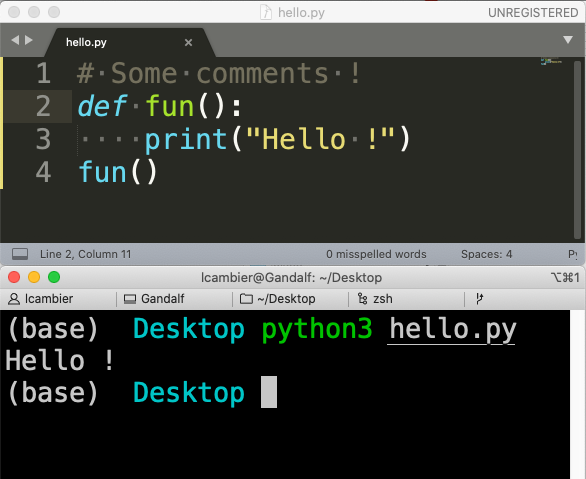 hello.py
UNREGISTERED
hello.py
1 # Some comments !
2 def fun():
3 print("Hello !")
4 fun()
Line 2, Column 11 0 misspelled words Spaces: 4 Py
lcambier@Gandalf: ~/Desktop ⌥⌘1
lcambier Gandalf ~/Desktop zsh
(base) Desktop python3 hello.py
Hello !
(base) Desktop